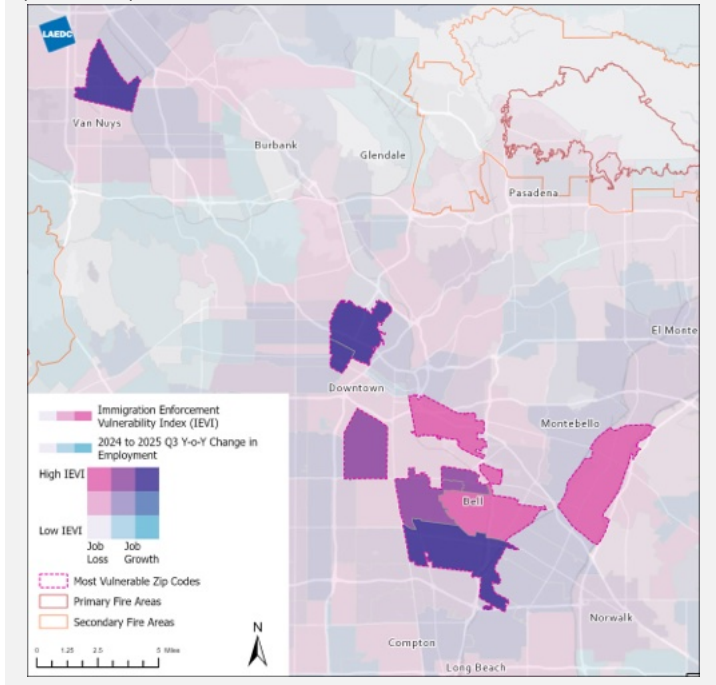 LAEDC
Van Nuys
Burbank
Glendale
Pasadena
El Monte
Downtown
Montebello
Bell
Norwalk
Compton
Long Beach
Immigration Enforcement
Vulnerability Index (IEVI)
2024 to 2025 Q3 Y-o-Y Change in
Employment
High IEVI
Low IEVI
Job Job
Loss Growth
Most Vulnerable Zip Codes
Primary Fire Areas
Secondary Fire Areas
N
0 1.25 2.5 5 Miles